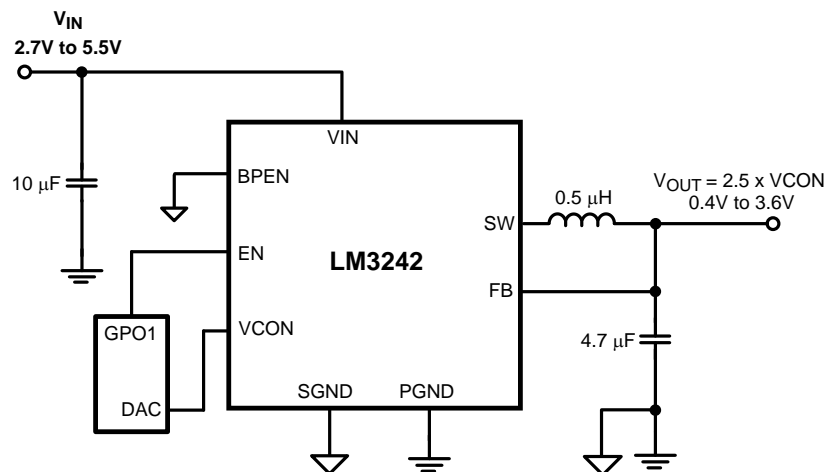 VIN
2.7V to 5.5V
VIN
10 μF
BPEN
0.5 μH
VOUT = 2.5 x VCON
0.4V to 3.6V
SW
EN
LM3242
FB
GPO1
VCON
4.7 μF
DAC
SGND
PGND